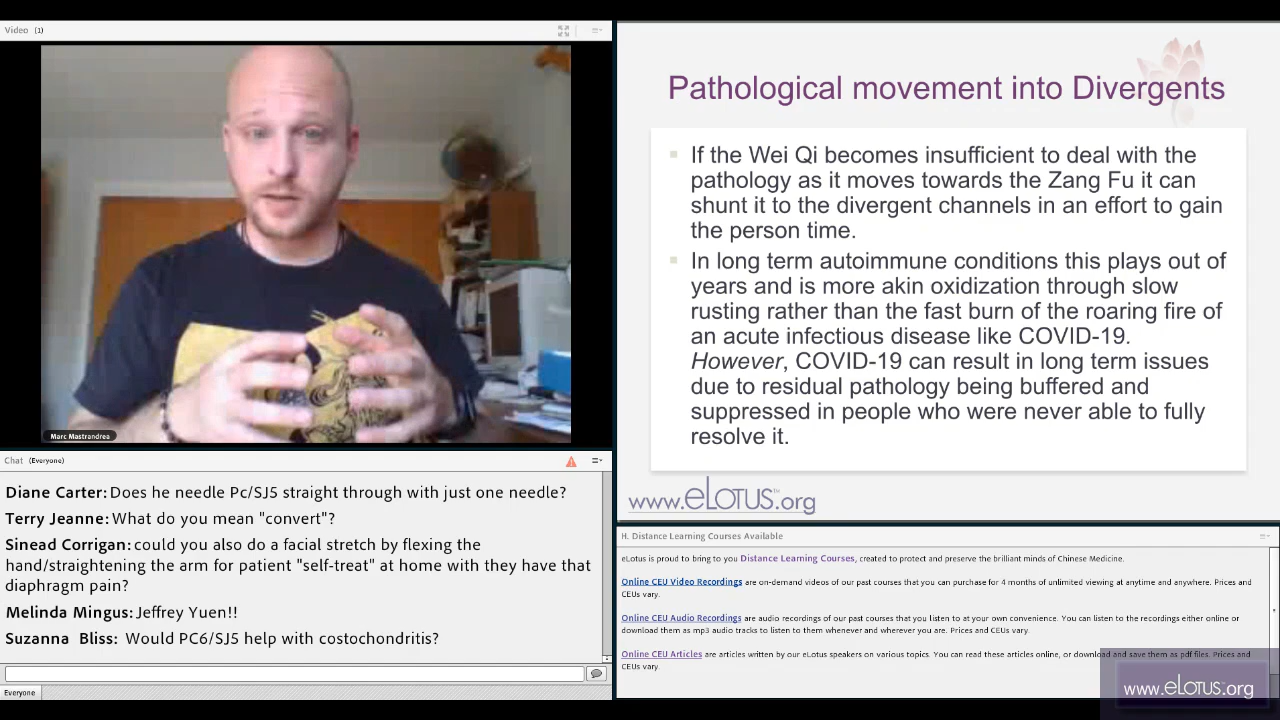 Video (1)
Marc Mastrandrea
Chat (Everyone)
Diane Carter: Does he needle Pc/SJ5 straight through with just one needle?
Terry Jeanne: What do you mean "convert"?
Sinead Corrigan: could you also do a facial stretch by flexing the
hand/straightening the arm for patient "self-treat" at home with they have that
diaphragm pain?
Melinda Mingus: Jeffrey Yuen!!
Suzanna Bliss: Would PC6/SJ5 help with costochondritis?
Everyone
Pathological movement into Divergents
If the Wei Qi becomes insufficient to deal with the
pathology as it moves towards the Zang Fu it can
shunt it to the divergent channels in an effort to gain
the person time.
In long term autoimmune conditions this plays out of
years and is more akin oxidization through slow
rusting rather than the fast burn of the roaring fire of
an acute infectious disease like COVID-19.
However, COVID-19 can result in long term issues
due to residual pathology being buffered and
suppressed in people who were never able to fully
resolve it.
www.eLOTUS.org
H. Distance Learning Courses Available
eLotus is proud to bring to you Distance Learning Courses, created to protect and preserve the brilliant minds of Chinese Medicine.
Online CEU Video Recordings are on-demand videos of our past courses that you can purchase for 4 months of unlimited viewing at anytime and anywhere. Prices and
CEUs vary.
Online CEU Audio Recordings are audio recordings of our past courses that you listen to at your own convenience. You can listen to the recordings either online or
download them as mp3 audio tracks to listen to them whenever and wherever you are. Prices and CEUs vary.
Online CEU Articles are articles written by our eLotus speakers on various topics. You can read these articles online, or download and save them as pdf files. Prices and
CEUs vary.
www.eLOTUS.org